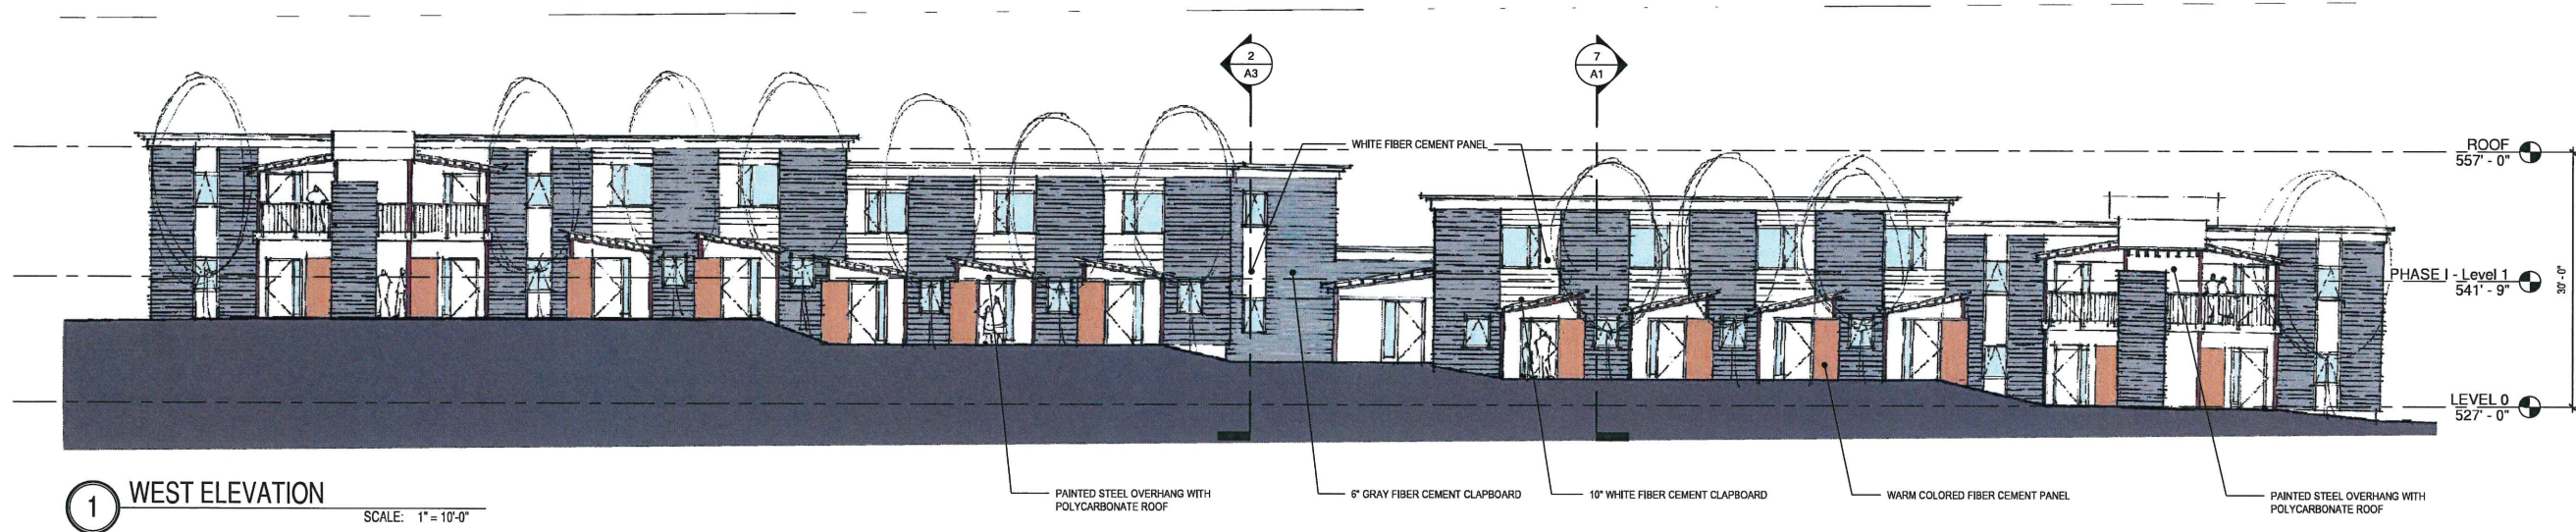 2
A3
7
A1
WHITE FIBER CEMENT PANEL
ROOF
557' - 0"
PHASE I - Level 1
541' - 9"
30' - 0"
LEVEL 0
527' - 0"
1 WEST ELEVATION
SCALE: 1" = 10'-0"
PAINTED STEEL OVERHANG WITH
POLYCARBONATE ROOF
6" GRAY FIBER CEMENT CLAPBOARD
10" WHITE FIBER CEMENT CLAPBOARD
WARM COLORED FIBER CEMENT PANEL
PAINTED STEEL OVERHANG WITH
POLYCARBONATE ROOF